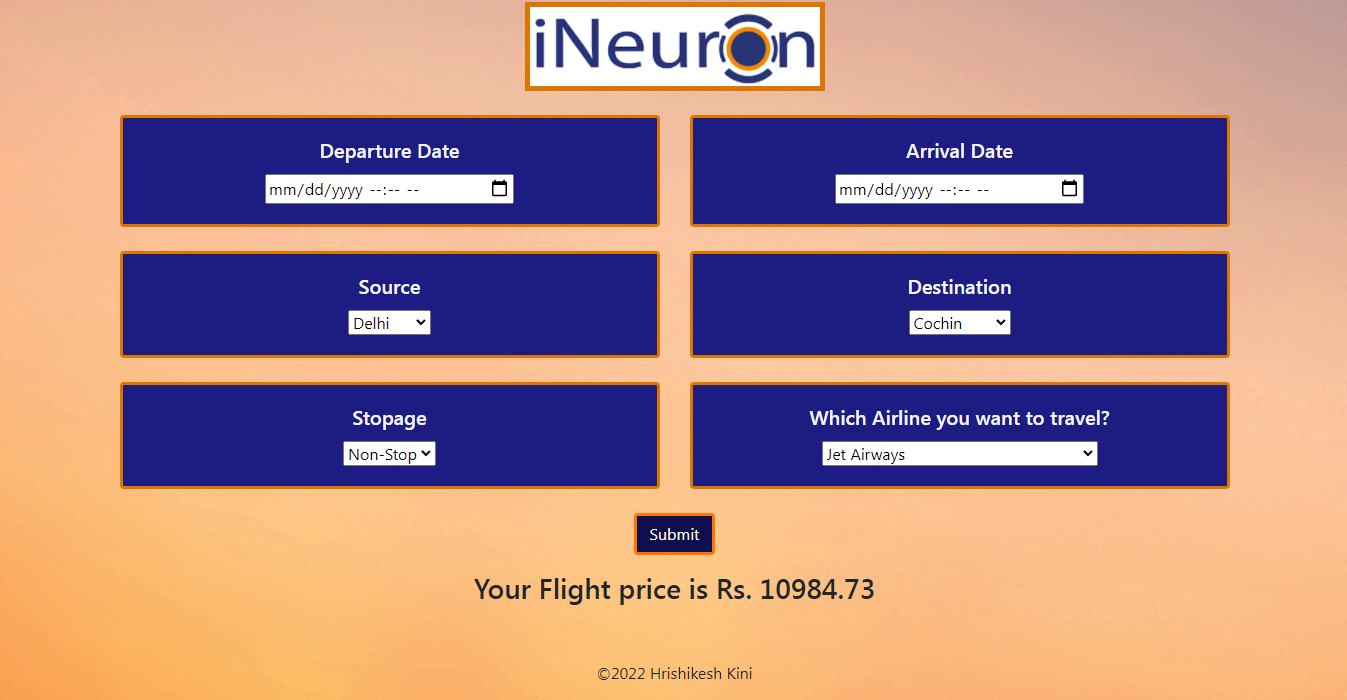 iNeuron
Departure Date
mm/dd/yyyy --:-- --
Arrival Date
mm/dd/yyyy --:-- --
Source
Delhi
Destination
Cochin
Stopage
Non-Stop
Which Airline you want to travel?
Jet Airways
Submit
Your Flight price is Rs. 10984.73
©2022 Hrishikesh Kini